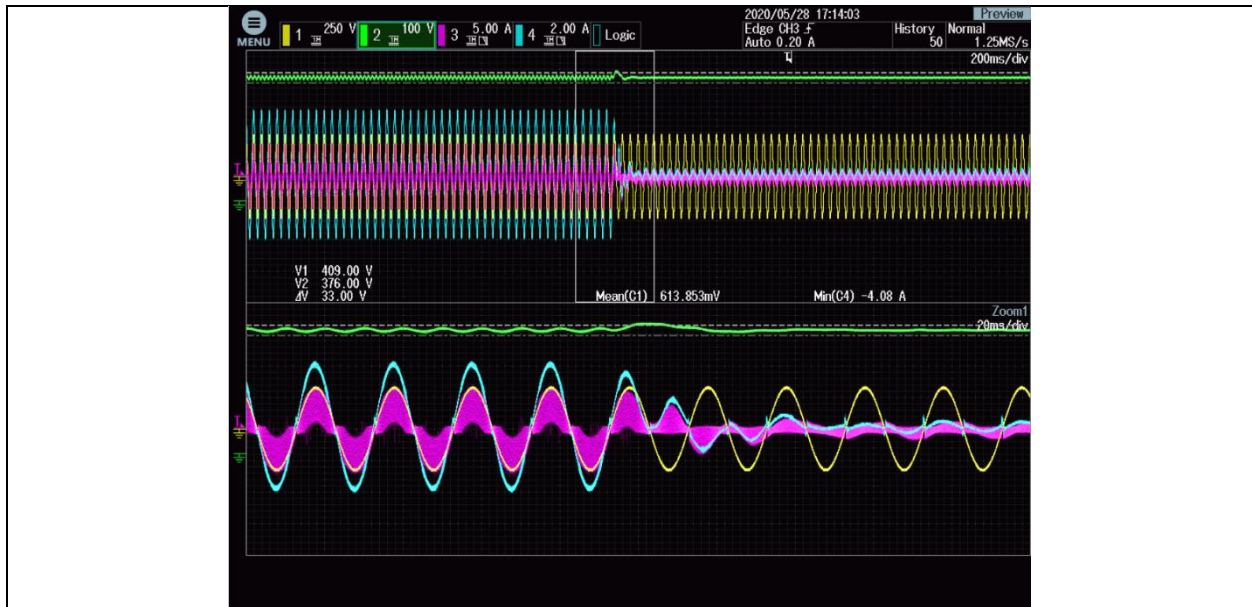 2020/05/28 17:14:03 Preview
MENU 1 250 V 2 100 V 3 5.00 A 4 2.00 A Logic Edge CH3 History Normal
Auto 0.20 A 50 1.25MS/s
200ms/div
V1 409.00 V
V2 376.00 V
ΔV 33.00 V Mean(C1) 613.853mV Min(C4) -4.08 A
Zoom1
20ms/div